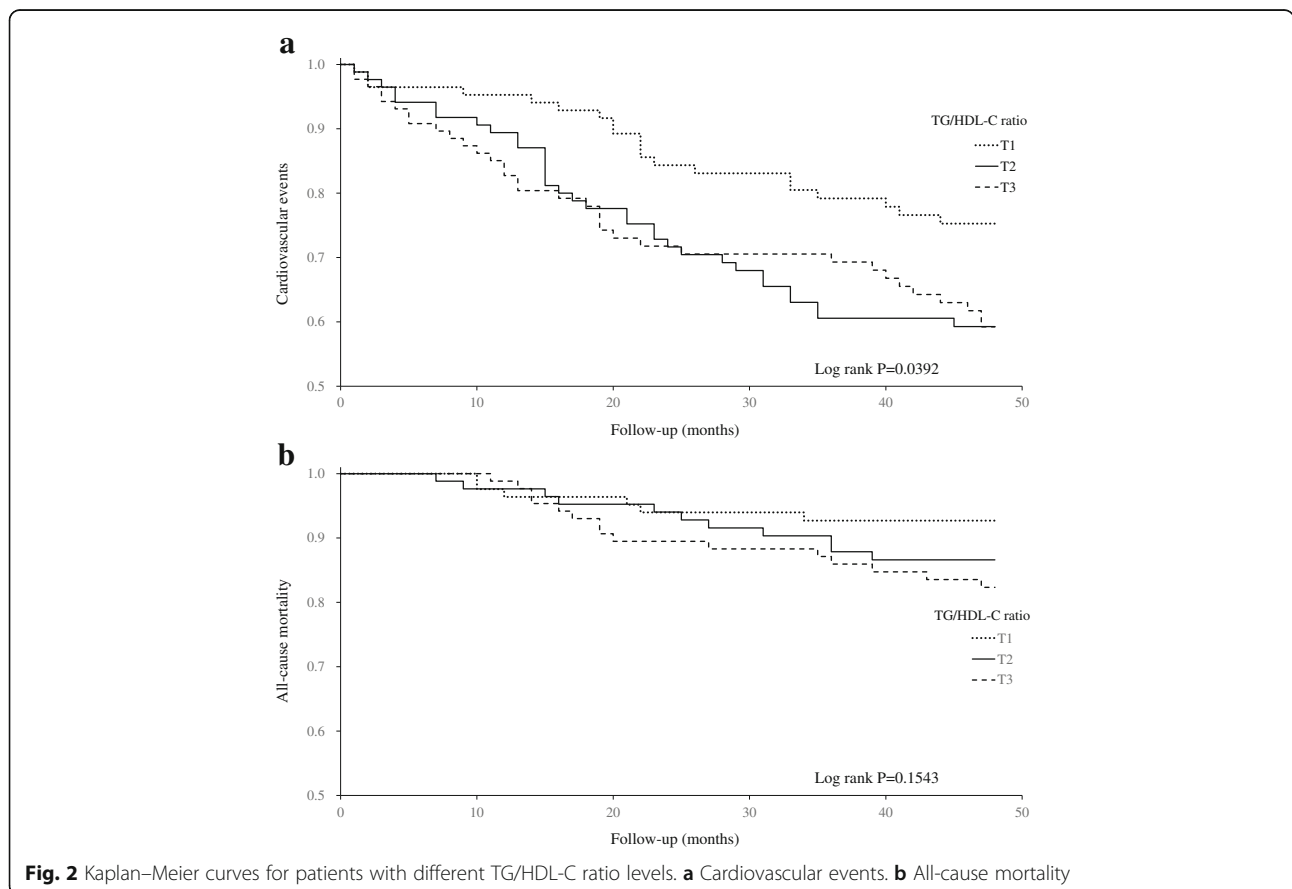 a
1.0
0.9
0.8
0.7
0.6
0.5
Cardiovascular events
TG/HDL-C ratio
T1
T2
T3
Log rank P=0.0392
0 10 20 30 40 50
Follow-up (months)
b
1.0
0.9
0.8
0.7
0.6
0.5
All-cause mortality
TG/HDL-C ratio
T1
T2
T3
Log rank P=0.1543
0 10 20 30 40 50
Follow-up (months)
Fig. 2 Kaplan–Meier curves for patients with different TG/HDL-C ratio levels. a Cardiovascular events. b All-cause mortality